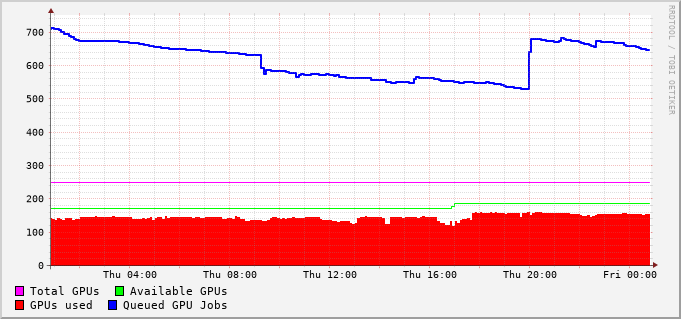 RRDTOOL / TOBI OETIKER
700
600
500
400
300
200
100
0
Thu 04:00 Thu 08:00 Thu 12:00 Thu 16:00 Thu 20:00 Fri 00:00
Total GPUs Available GPUs
GPUs used Queued GPU Jobs